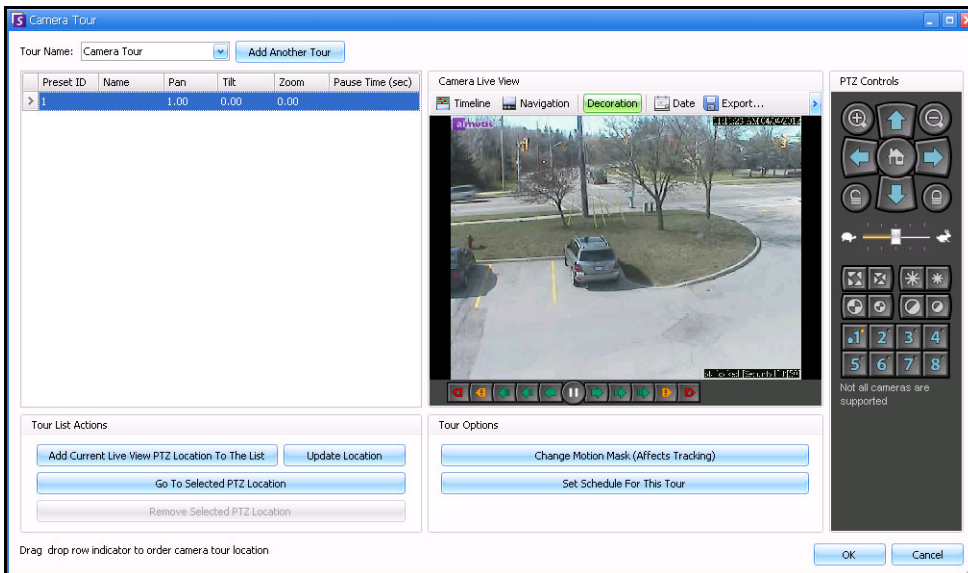 Camera Tour
Tour Name: Camera Tour Add Another Tour
Preset ID Name Pan Tilt Zoom Pause Time (sec)
1 1.00 0.00 0.00
Camera Live View
Timeline Navigation Decoration Date Export...
PTZ Controls
1 2 3 4
5 6 7 8
Not all cameras are
supported
Tour List Actions
Add Current Live View PTZ Location To The List Update Location
Go To Selected PTZ Location
Remove Selected PTZ Location
Tour Options
Change Motion Mask (Affects Tracking)
Set Schedule For This Tour
Drag drop row indicator to order camera tour location
OK Cancel